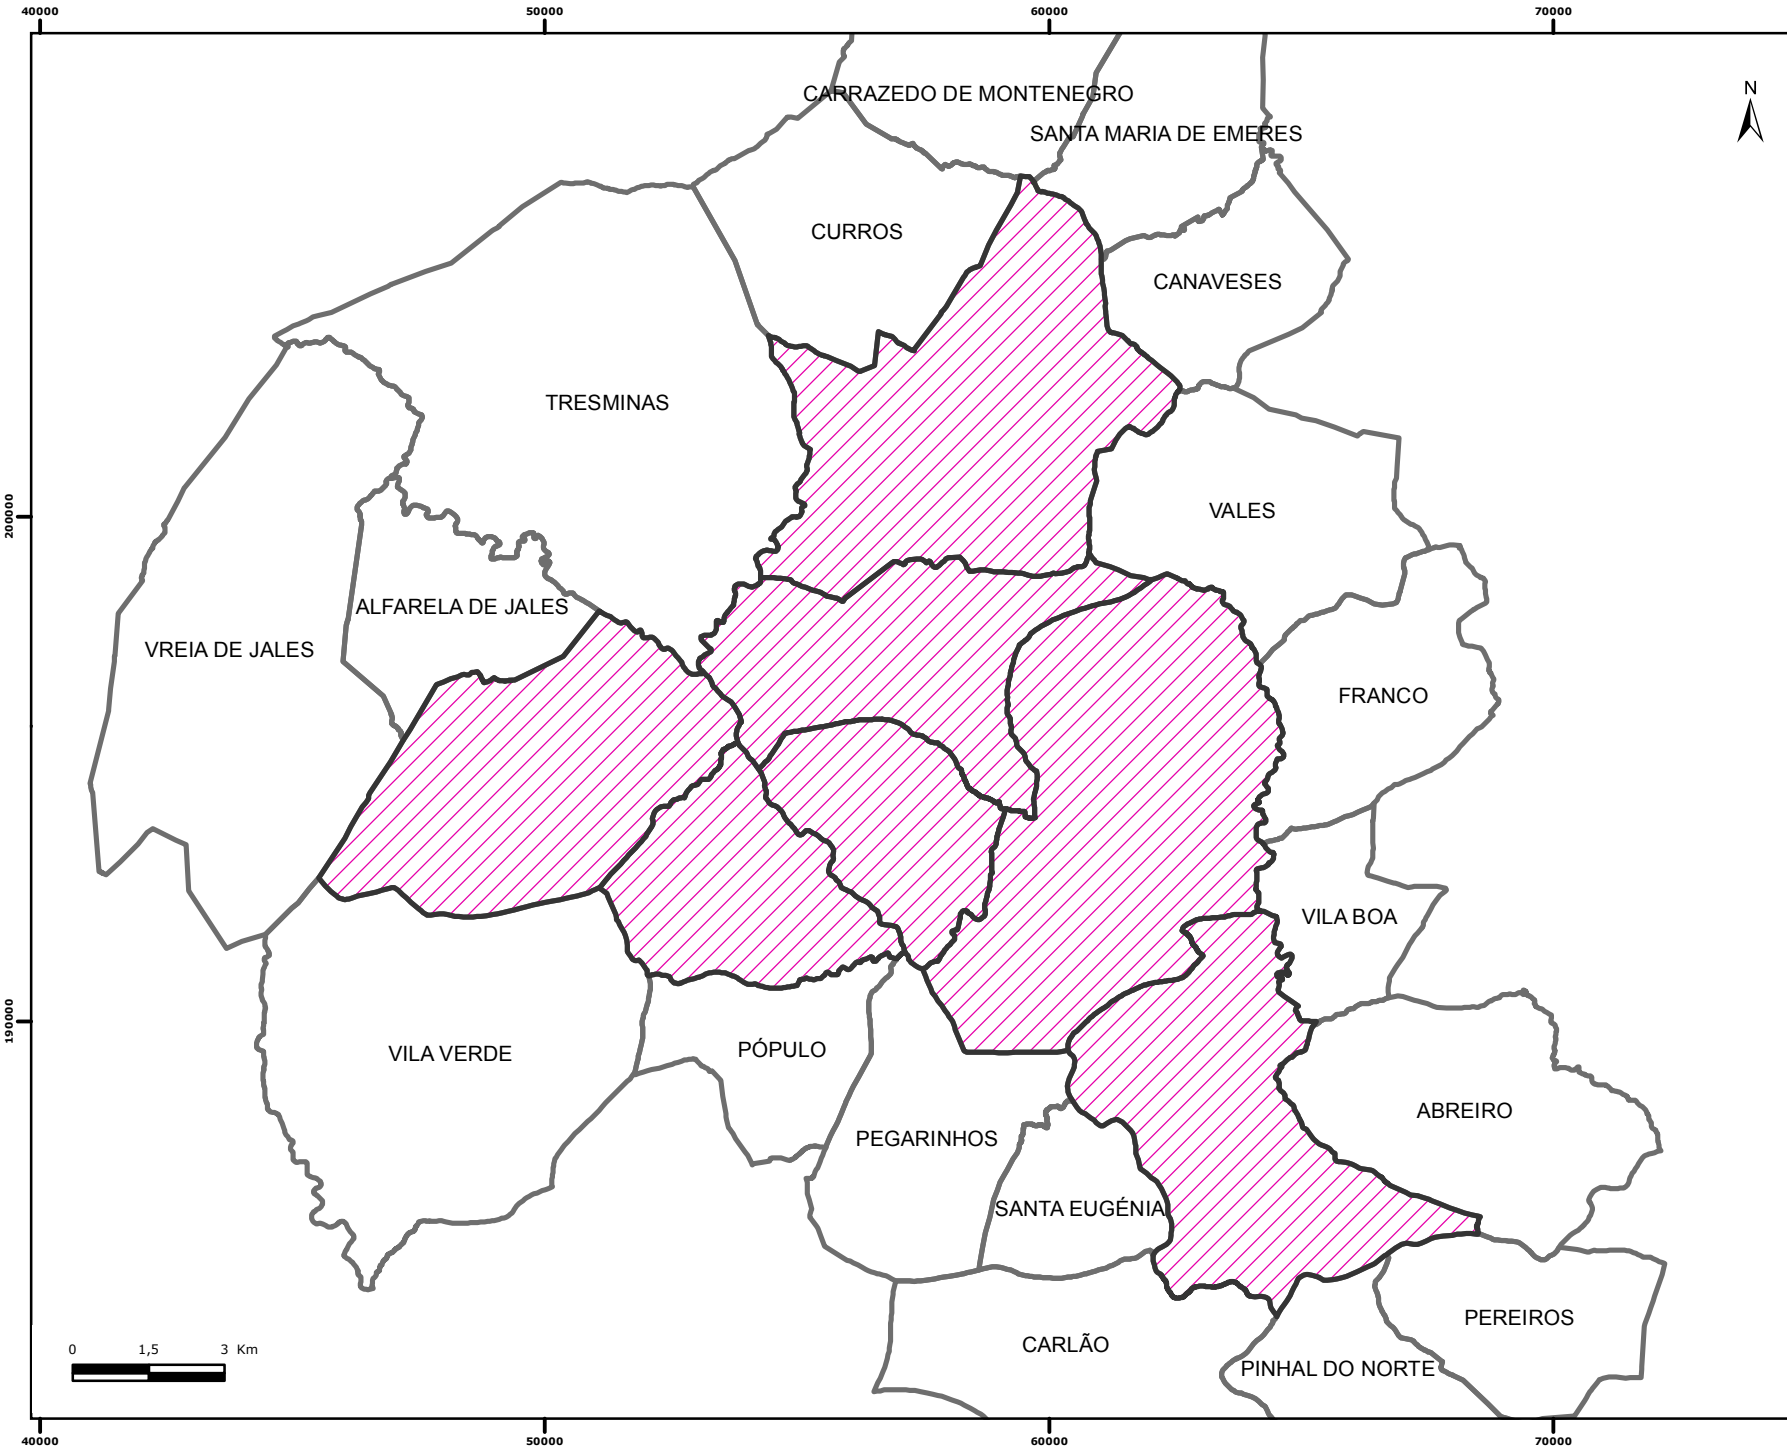 40000
50000
60000
70000
CARRAZEDO DE MONTENEGRO
N
SANTA MARIA DE EMERES
CURROS
CANAVESES
TRESMINAS
200000
VALES
ALFARELA DE JALES
VREIA DE JALES
FRANCO
VILA BOA
190000
VILA VERDE
PÓPULO
ABREIRO
PEGARINHOS
SANTA EUGÉNIA
PEREIROS
CARLÃO
0 1,5 3 Km
PINHAL DO NORTE
40000
50000
60000
70000